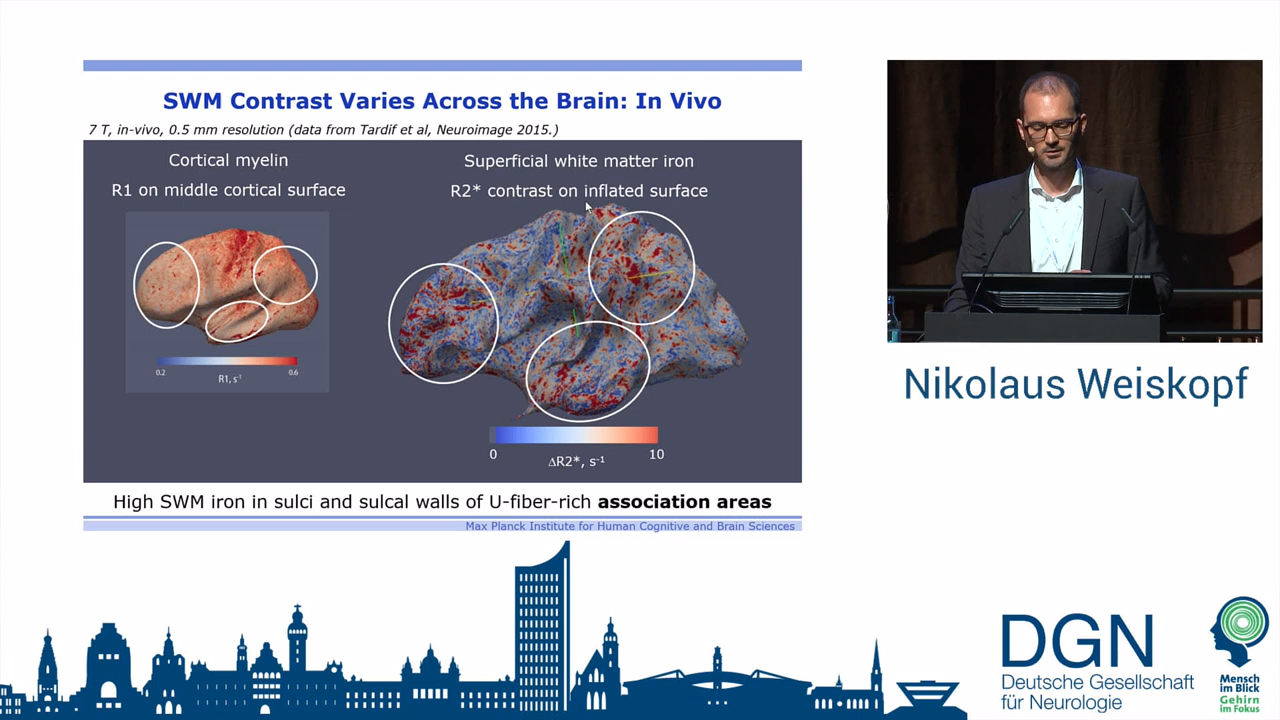 SWM Contrast Varies Across the Brain: In Vivo
7 T, in-vivo, 0.5 mm resolution (data from Tardif et al, Neuroimage 2015.)
Cortical myelin
R1 on middle cortical surface
0.2
0.6
R1, s⁻¹
Superficial white matter iron
R2* contrast on inflated surface
0
10
ΔR2*, s⁻¹
High SWM iron in sulci and sulcal walls of U-fiber-rich association areas
Max Planck Institute for Human Cognitive and Brain Sciences
Nikolaus Weiskopf
DGN
Deutsche Gesellschaft
für Neurologie
Mensch
im Blick
Gehirn
im Fokus